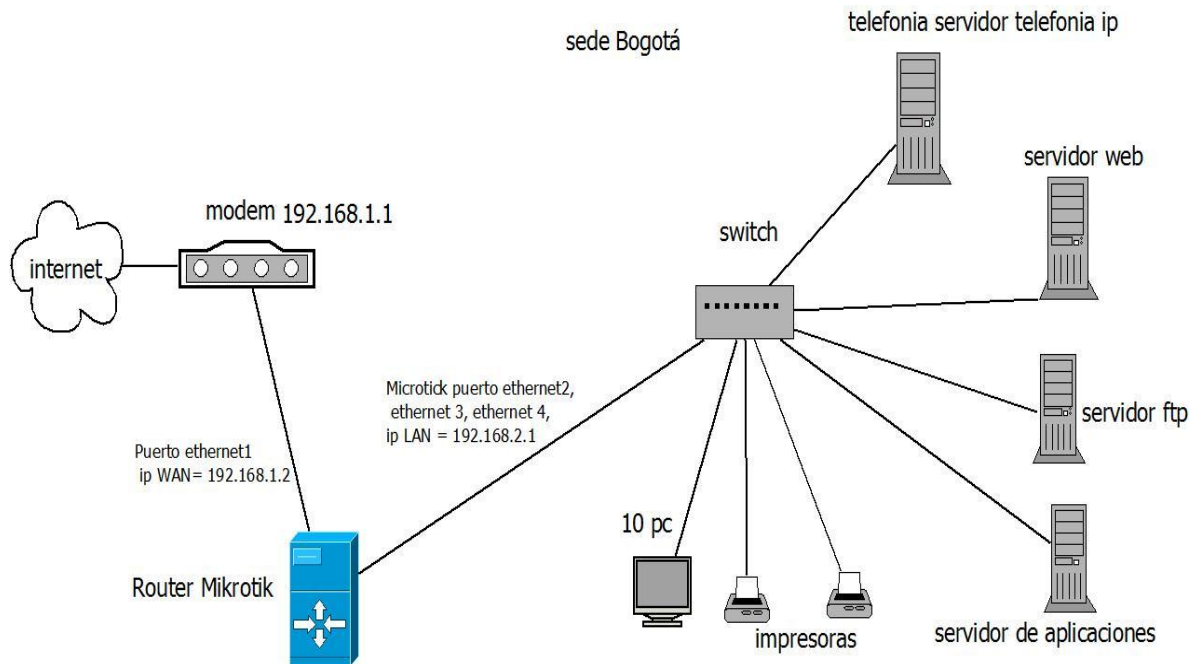 sede Bogotá
telefonia servidor telefonia ip
servidor web
modem 192.168.1.1
switch
internet
Microtick puerto ethernet2,
ethernet 3, ethernet 4,
ip LAN = 192.168.2.1
servidor ftp
Puerto ethernet1
ip WAN= 192.168.1.2
10 pc
Router Mikrotik
impresoras
servidor de aplicaciones